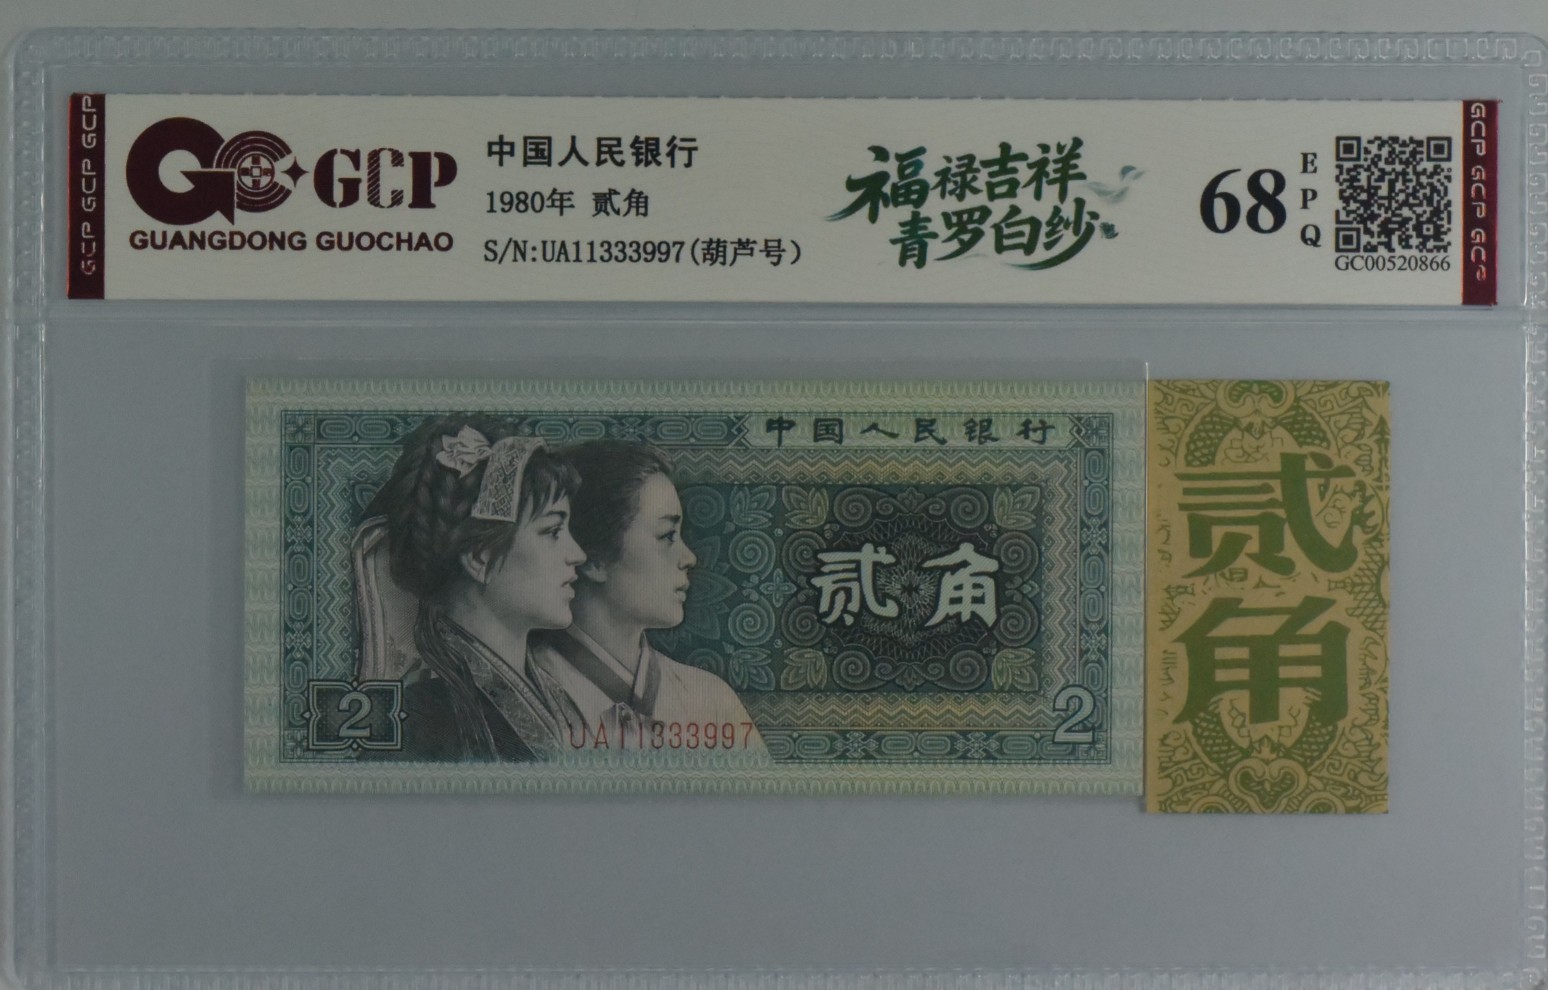 GCP GCP GCP
GCP
GUANGDONG GUOCHAO
中国人民银行
1980年 贰角
S/N:UA11333997(葫芦号)
福禄吉祥
青罗白纱
68
EPQ
GC00520866
GCP GCP GCP
中国人民银行
贰角
2
UA11333997
2
贰角